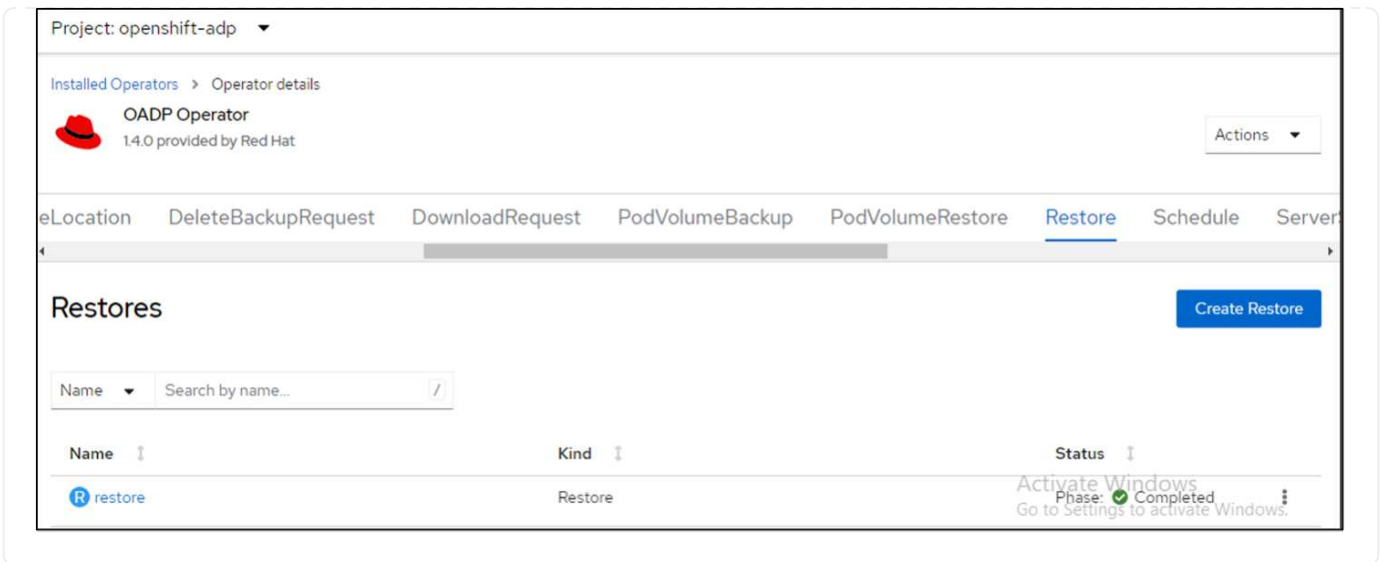 Project: openshift-adp
Installed Operators > Operator details
OADP Operator
1.4.0 provided by Red Hat
Actions
eLocation DeleteBackupRequest DownloadRequest PodVolumeBackup PodVolumeRestore Restore Schedule Server
Restores
Create Restore
Name Search by name... /
Name Kind Status
R restore Restore Phase: Completed
Activate Windows
Go to Settings to activate Windows.